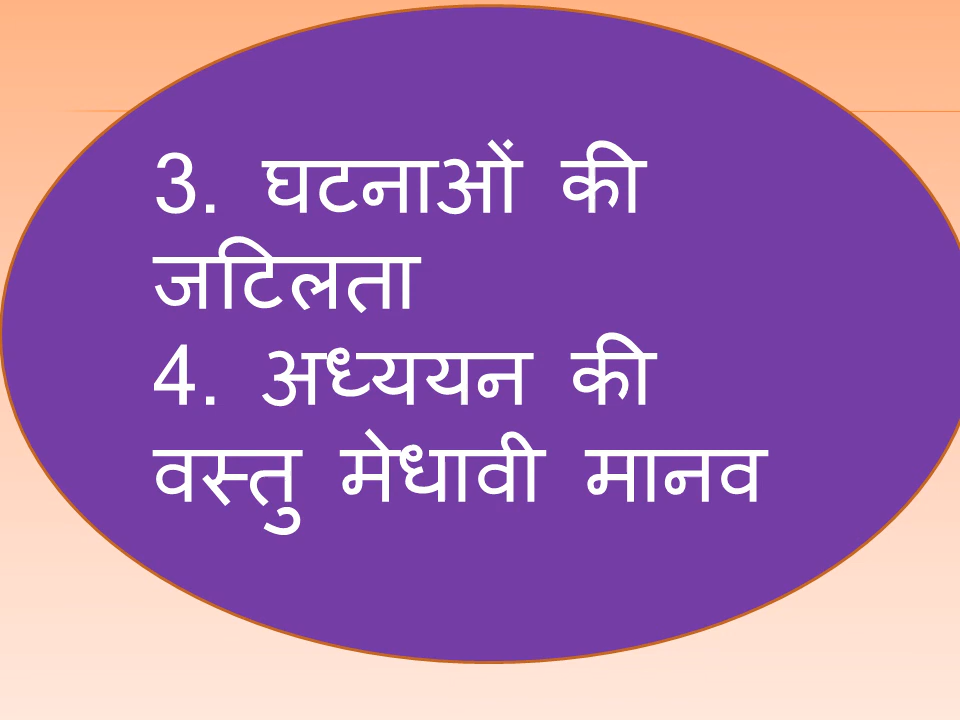 3. घटनाओं की
जटिलता
4. अध्ययन की
वस्तु मेधावी मानव